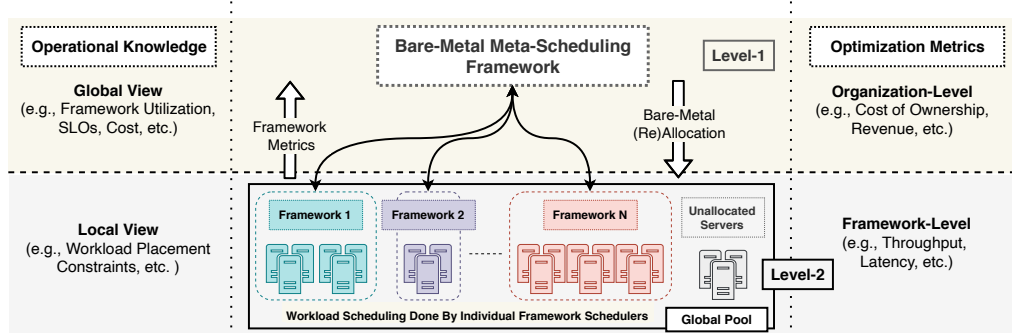 Operational Knowledge
Global View
(e.g., Framework Utilization,
SLOs, Cost, etc.)
Bare-Metal Meta-Scheduling
Framework
Level-1
Framework
Metrics
Bare-Metal
(Re)Allocation
Optimization Metrics
Organization-Level
(e.g., Cost of Ownership,
Revenue, etc.)
Local View
(e.g., Workload Placement
Constraints, etc. )
Framework 1
Framework 2
Framework N
Unallocated
Servers
Workload Scheduling Done By Individual Framework Schedulers
Global Pool
Level-2
Framework-Level
(e.g., Throughput,
Latency, etc.)